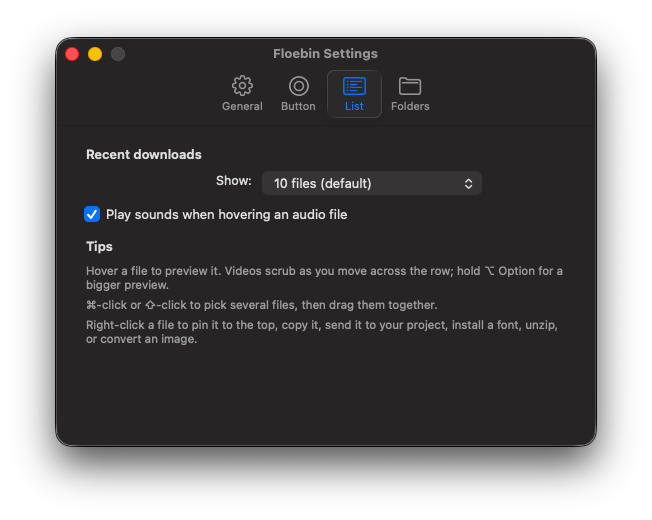 Floebin Settings
General
Button
List
Folders
Recent downloads
Show:
10 files (default)
Play sounds when hovering an audio file
Tips
Hover a file to preview it. Videos scrub as you move across the row; hold ⌥ Option for a
bigger preview.
⌘-click or ⇧-click to pick several files, then drag them together.
Right-click a file to pin it to the top, copy it, send it to your project, install a font, unzip,
or convert an image.